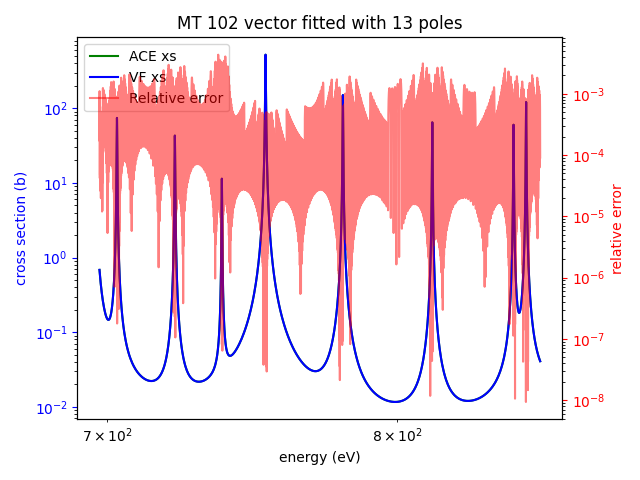 MT 102 vector fitted with 13 poles
ACE xs
VF xs
Relative error
cross section (b)
10²
10¹
10⁰
10⁻¹
10⁻²
10⁻³
10⁻⁴
10⁻⁵
10⁻⁶
10⁻⁷
10⁻⁸
relative error
7 × 10²
8 × 10²
energy (eV)